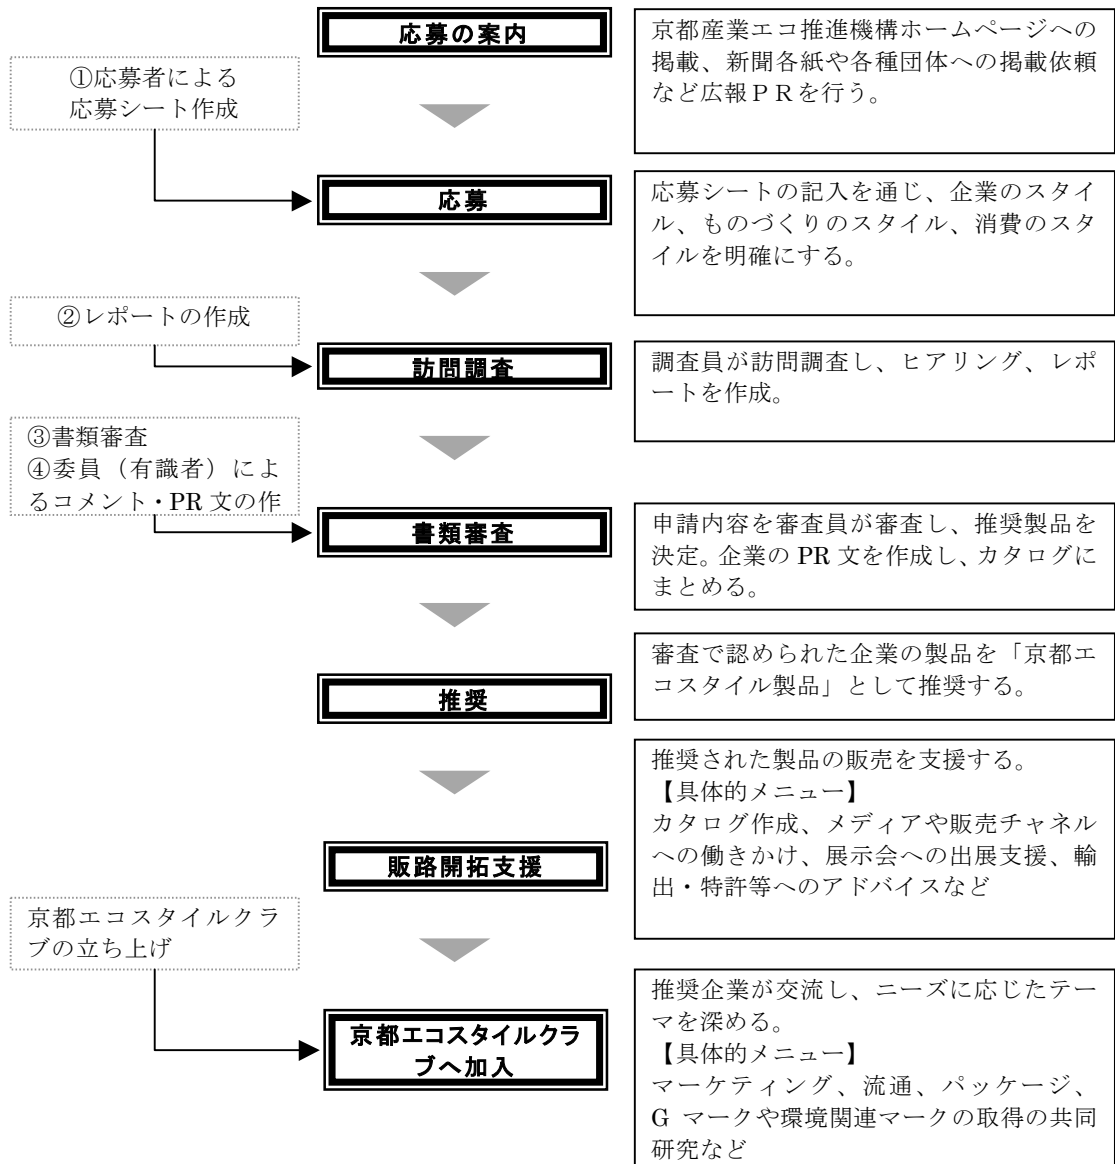 応募の案内
京都産業エコ推進機構ホームページへの
掲載、新聞各紙や各種団体への掲載依頼
など広報ＰＲを行う。
①応募者による
応募シート作成
応募
応募シートの記入を通じ、企業のスタイ
ル、ものづくりのスタイル、消費のスタ
イルを明確にする。
②レポートの作成
訪問調査
調査員が訪問調査し、ヒアリング、レポ
ートを作成。
③書類審査
④委員（有識者）によ
るコメント・PR 文の作
書類審査
申請内容を審査員が審査し、推奨製品を
決定。企業の PR 文を作成し、カタログに
まとめる。
推奨
審査で認められた企業の製品を「京都エ
コスタイル製品」として推奨する。
販路開拓支援
推奨された製品の販売を支援する。
【具体的メニュー】
カタログ作成、メディアや販売チャネル
への働きかけ、展示会への出展支援、輸
出・特許等へのアドバイスなど
京都エコスタイルクラ
ブの立ち上げ
京都エコスタイルクラ
ブへ加入
推奨企業が交流し、ニーズに応じたテー
マを深める。
【具体的メニュー】
マーケティング、流通、パッケージ、
G マークや環境関連マークの取得の共同
研究など